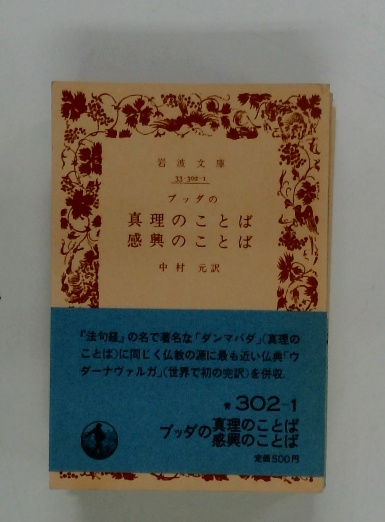 岩波文庫
33-302-1
ブッダの
真理のことば
感興のことば
中村 元訳
『法句経』の名で著名な「ダンマパダ」(真理の
ことば)に同じく仏教の源に最も近い仏典「ウ
ダーナヴァルガ」(世界で初の完訳)を併収.
青 302-1
ブッダの真理のことば
感興のことば
定価500円